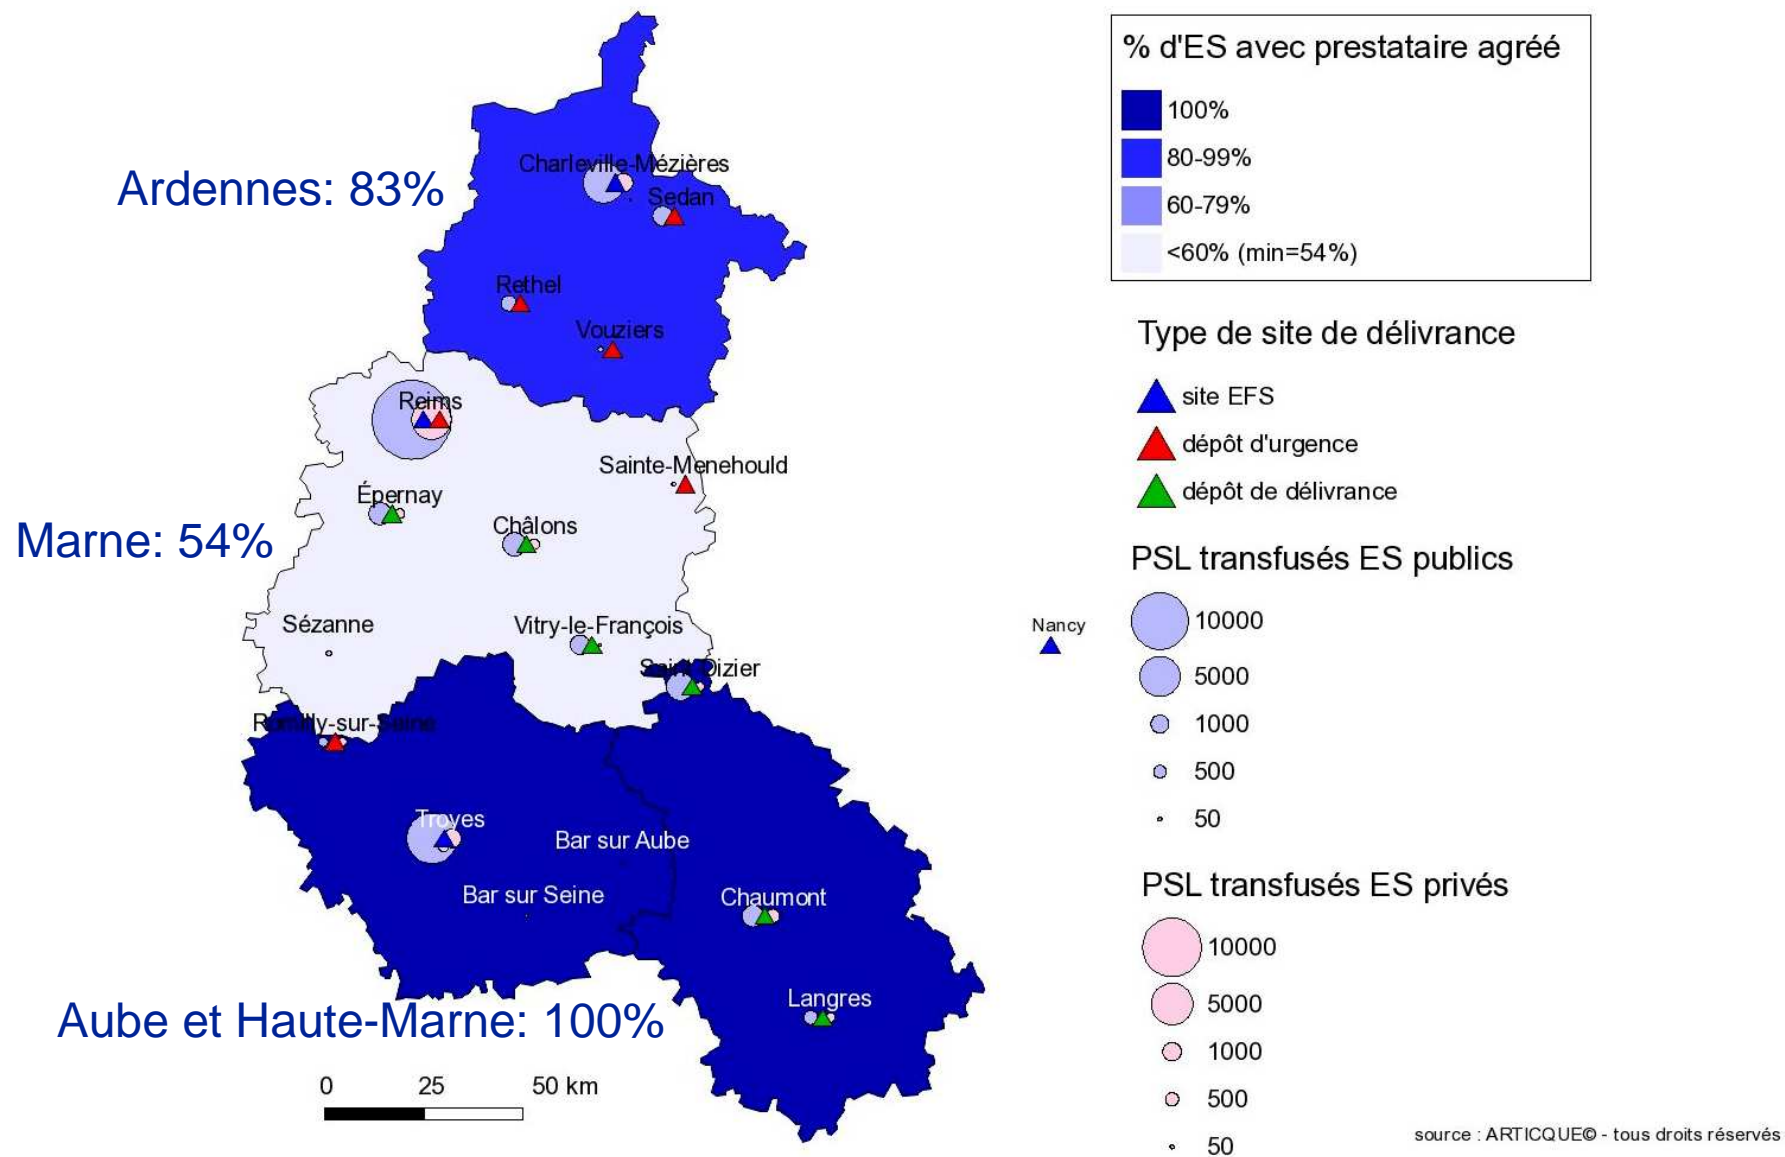 % d'ES avec prestataire agréé
100%
80-99%
60-79%
<60% (min=54%)
Charleville-Mézières
Ardennes: 83%
Sedan
Rethel
Vouziers
Type de site de délivrance
site EFS
dépôt d'urgence
dépôt de délivrance
Reims
Sainte-Menehould
Épernay
Châlons
Marne: 54%
Sézanne
Vitry-le-François
Nancy
Saint-Dizier
Romilly-sur-Seine
PSL transfusés ES publics
10000
5000
1000
500
50
Troyes
Bar sur Aube
Bar sur Seine
Chaumont
Langres
PSL transfusés ES privés
10000
5000
1000
500
50
Aube et Haute-Marne: 100%
0 25 50 km
source : ARTICQUE© - tous droits réservés